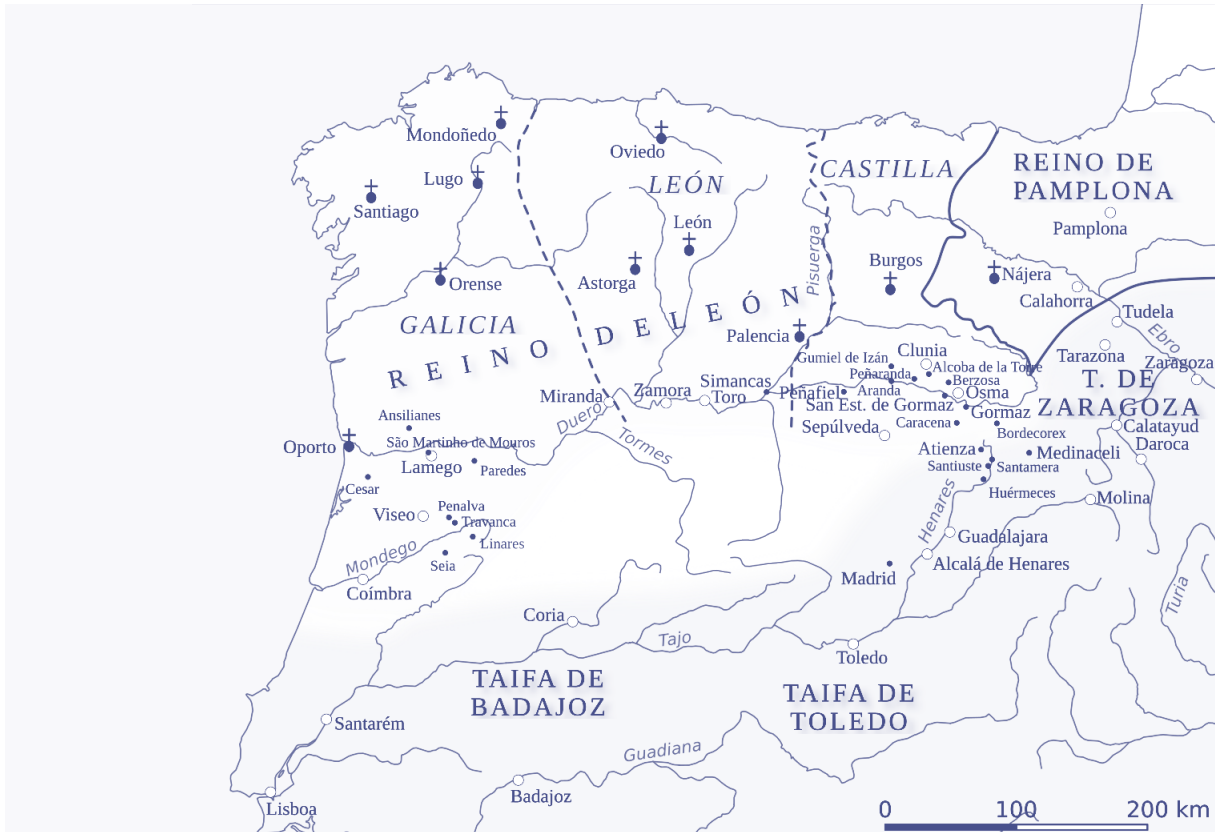 Mondoñedo
Oviedo
CASTILLA
REINO DE
PAMPLONA
Lugo
LEÓN
Santiago
León
Pamplona
Pisuerga
Burgos
Orense
Astorga
Nájera
Calahorra
GALICIA
REINO DE LEÓN
Tudela
Palencia
Ebro
Gumiel de Izán
Clunia
Tarazona
Zaragoza
Peñaranda
Alcoba de la Torre
Berzosa
T. DE
ZARAGOZA
Miranda
Zamora
Simancas
Toro
Peñafiel
Aranda
Osma
San Est. de Gormaz
Gormaz
Ansilianes
Duero
Tormes
Sepúlveda
Caracena
Bordecorex
Calatayud
Daroca
Oporto
São Martinho de Mouros
Lamego
Paredes
Atienza
Medinaceli
Santiuste
Santamera
Cesar
Huérmeces
Molina
Viseo
Penalva
Travanca
Linares
Henares
Guadalajara
Mondego
Seia
Alcalá de Henares
Madrid
Coímbra
Turia
Coria
Tajo
Toledo
TAIFA DE
BADAJOZ
TAIFA DE
TOLEDO
Santarém
Guadiana
Badajoz
Lisboa
0 100 200 km